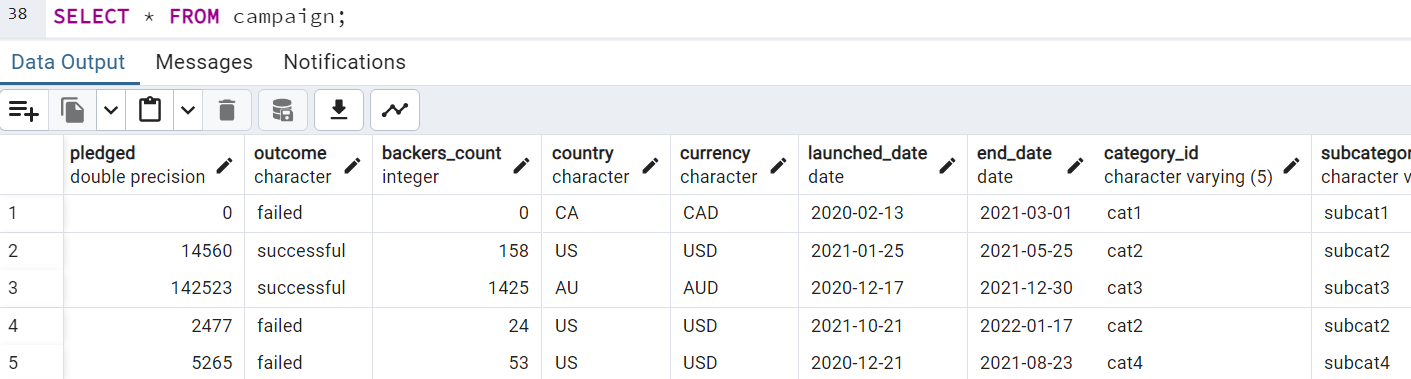 38 SELECT * FROM campaign;
Data Output Messages Notifications
pledged outcome backers_count country currency launched_date end_date category_id subcategor
double precision character integer character character date date character varying (5) character v
1 0 failed 0 CA CAD 2020-02-13 2021-03-01 cat1 subcat1
2 14560 successful 158 US USD 2021-01-25 2021-05-25 cat2 subcat2
3 142523 successful 1425 AU AUD 2020-12-17 2021-12-30 cat3 subcat3
4 2477 failed 24 US USD 2021-10-21 2022-01-17 cat2 subcat2
5 5265 failed 53 US USD 2020-12-21 2021-08-23 cat4 subcat4